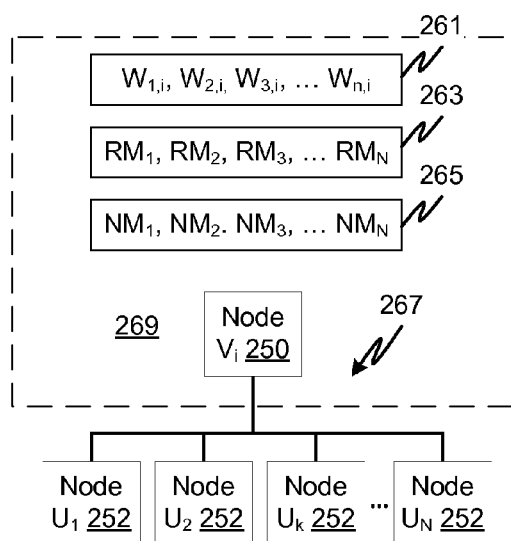 261
W1,i, W2,i, W3,i, ... Wn,i
263
RM1, RM2, RM3, ... RMN
265
NM1, NM2. NM3, ... NMN
267
269
Node
Vi 250
Node
U1 252
Node
U2 252
Node
Uk 252
...
Node
UN 252